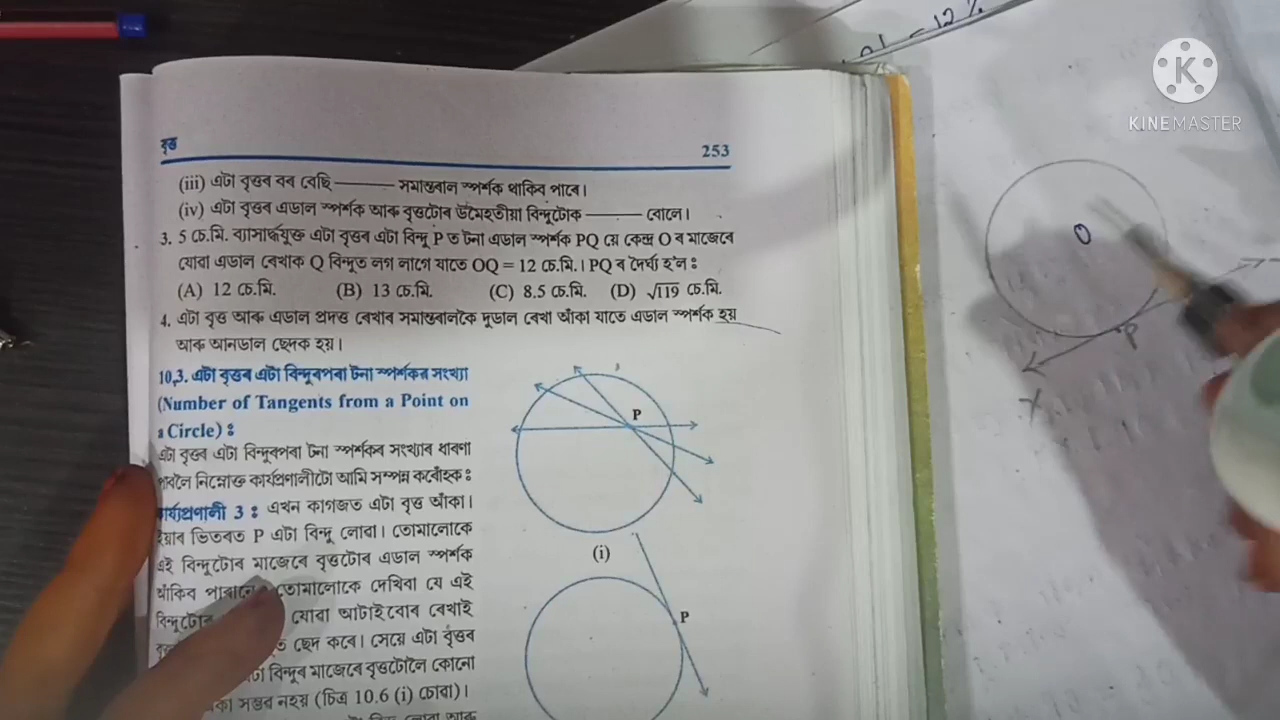 বৃত্ত
253
(iii) এটা বৃত্তৰ বৰ বেছি ——— সমান্তৰাল স্পৰ্শক থাকিব পাৰে।
(iv) এটা বৃত্তৰ এডাল স্পৰ্শক আৰু বৃত্তটোৰ উমৈহতীয়া বিন্দুটোক ——— বোলে।
3. 5 চে.মি. ব্যাসাৰ্দ্ধযুক্ত এটা বৃত্তৰ এটা বিন্দু P ত টনা এডাল স্পৰ্শক PQ য়ে কেন্দ্ৰ O ৰ মাজেৰে
যোৱা এডাল ৰেখাক Q বিন্দুত লগ লাগে যাতে OQ = 12 চে.মি.। PQ ৰ দৈৰ্ঘ্য হ'ল ঃ
(A) 12 চে.মি. (B) 13 চে.মি. (C) 8.5 চে.মি. (D) √119 চে.মি.
4. এটা বৃত্ত আৰু এডাল প্ৰদত্ত ৰেখাৰ সমান্তৰালকৈ দুডাল ৰেখা আঁকা যাতে এডাল স্পৰ্শক হয়
আৰু আনডাল ছেদক হয়।
10.3. এটা বৃত্তৰ এটা বিন্দুৰপৰা টনা স্পৰ্শকৰ সংখ্যা
(Number of Tangents from a Point on
a Circle) ঃ
এটা বৃত্তৰ এটা বিন্দুৰপৰা টনা স্পৰ্শকৰ সংখ্যাৰ ধাৰণা
পাবলৈ নিম্নোক্ত কাৰ্যপ্ৰণালীটো আমি সম্পন্ন কৰোঁহক ঃ
কাৰ্য্যপ্ৰণালী 3 ঃ এখন কাগজত এটা বৃত্ত আঁকা।
ইয়াৰ ভিতৰত P এটা বিন্দু লোৱা। তোমালোকে
এই বিন্দুটোৰ মাজেৰে বৃত্তটোৰ এডাল স্পৰ্শক
আঁকিব তোমালোকে দেখিবা যে এই
বিন্দুটোৰ যোৱা আটাইবোৰ ৰেখাই
ছেদ কৰে। সেয়ে এটা বৃত্তৰ
বিন্দুৰ মাজেৰে বৃত্তটোলৈ কোনো
সম্ভৱ নহয় (চিত্ৰ 10.6 (i) চোৱা)।
P
(i)
P
12 %
KINEMASTER
O
P
X